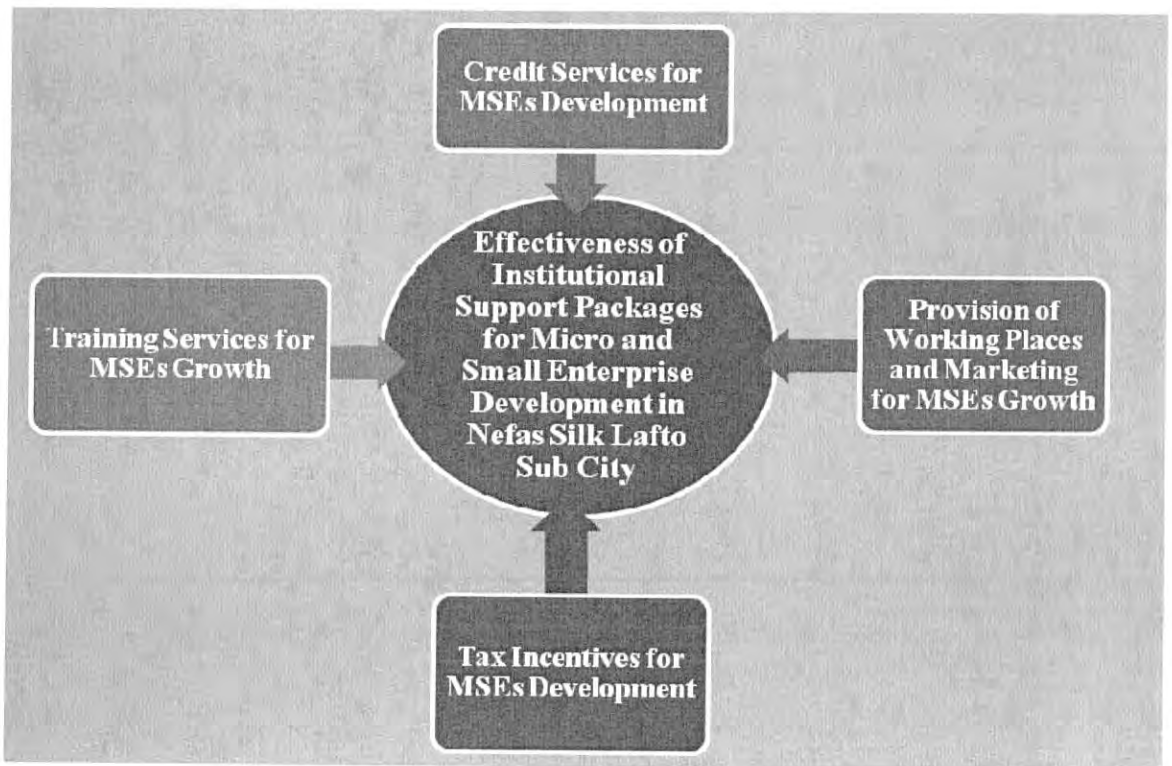 Credit Services for
MSEs Development
Effectiveness of
Institutional
Support Packages
for Micro and
Small Enterprise
Development in
Nefas Silk Lafto
Sub City
Training Services for
MSEs Growth
Provision of
Working Places
and Marketing
for MSEs Growth
Tax Incentives for
MSEs Development